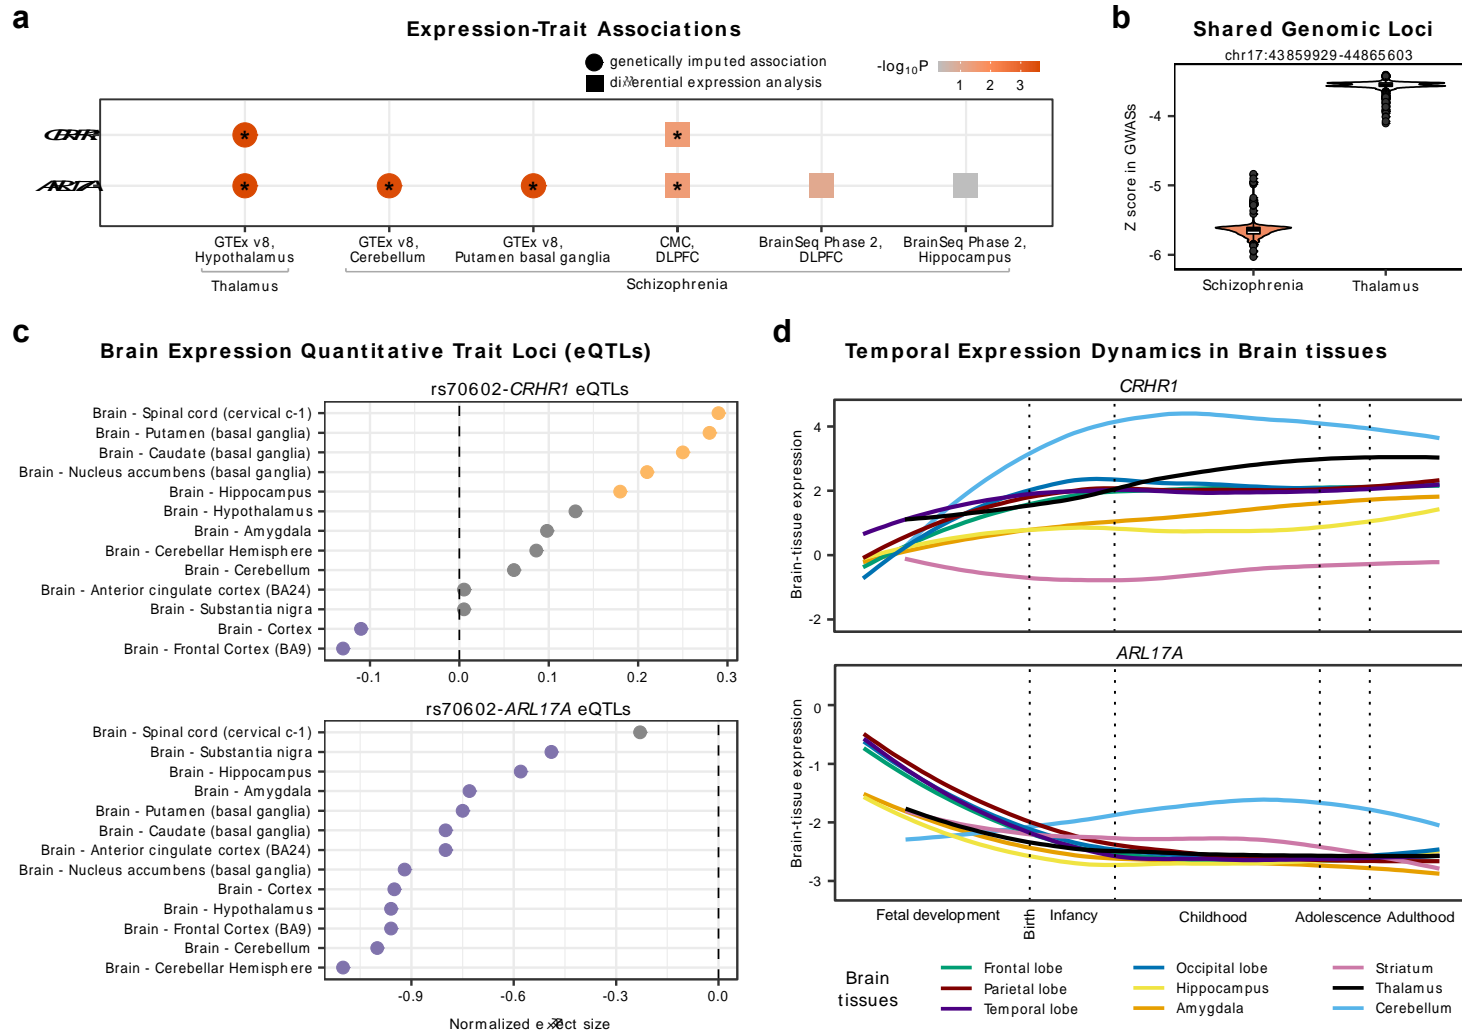 a
Expression-Trait Associations
genetically imputed association
differential expression analysis
-log10P
1 2 3
*
*
*
*
*
*
GTEx v8,
Hypothalamus
GTEx v8,
Cerebellum
GTEx v8,
Putamen basal ganglia
CMC,
DLPFC
BrainSeq Phase 2,
DLPFC
BrainSeq Phase 2,
Hippocampus
Thalamus
Schizophrenia
b
Shared Genomic Loci
chr17:43859929-44865603
Z score in GWASs
-4
-5
-6
Schizophrenia
Thalamus
c
Brain Expression Quantitative Trait Loci (eQTLs)
rs70602-CRHR1 eQTLs
Brain - Spinal cord (cervical c-1)
Brain - Putamen (basal ganglia)
Brain - Caudate (basal ganglia)
Brain - Nucleus accumbens (basal ganglia)
Brain - Hippocampus
Brain - Hypothalamus
Brain - Amygdala
Brain - Cerebellar Hemisphere
Brain - Cerebellum
Brain - Anterior cingulate cortex (BA24)
Brain - Substantia nigra
Brain - Cortex
Brain - Frontal Cortex (BA9)
-0.1 0.0 0.1 0.2 0.3
rs70602-ARL17A eQTLs
Brain - Spinal cord (cervical c-1)
Brain - Substantia nigra
Brain - Hippocampus
Brain - Amygdala
Brain - Putamen (basal ganglia)
Brain - Caudate (basal ganglia)
Brain - Anterior cingulate cortex (BA24)
Brain - Nucleus accumbens (basal ganglia)
Brain - Cortex
Brain - Hypothalamus
Brain - Frontal Cortex (BA9)
Brain - Cerebellum
Brain - Cerebellar Hemisphere
-0.9 -0.6 -0.3 0.0
Normalized size
d
Temporal Expression Dynamics in Brain tissues
CRHR1
Brain-tissue expression
4
2
0
-2
ARL17A
Brain-tissue expression
0
-1
-2
-3
Fetal development
Birth
Infancy
Childhood
Adolescence
Adulthood
Brain
tissues
Frontal lobe
Parietal lobe
Temporal lobe
Occipital lobe
Hippocampus
Amygdala
Striatum
Thalamus
Cerebellum